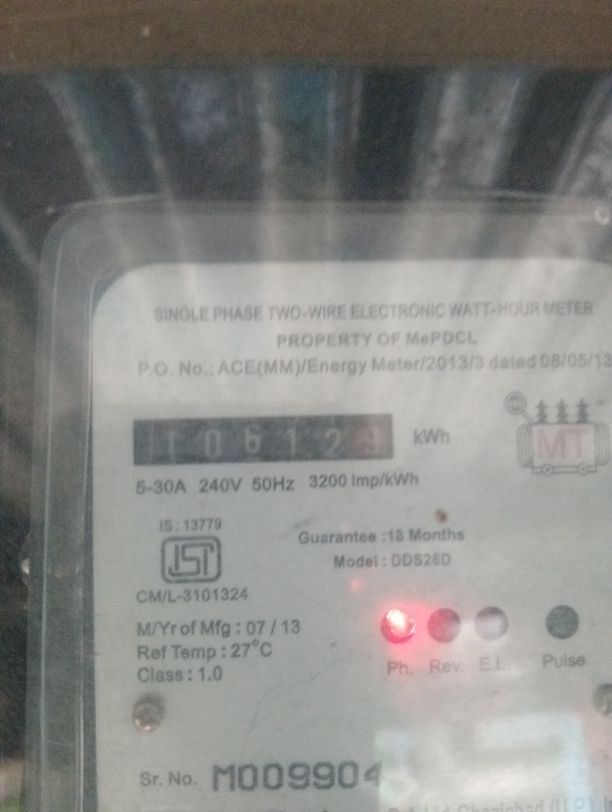 SINGLE PHASE TWO-WIRE ELECTRONIC WATT-HOUR METER
PROPERTY OF MePDCL
P.O. No.: ACE(MM)/Energy Meter/2013/3 dated 08/05/13
kWh
MT
5-30A 240V 50Hz 3200 Imp/kWh
IS : 13779
Guarantee :18 Months
Model : DDS26D
ISI
CM/L-3101324
M/Yr of Mfg : 07 / 13
Ref Temp : 27°C
Class : 1.0
Ph. Rev. E.L. Pulse
Sr. No. M009904